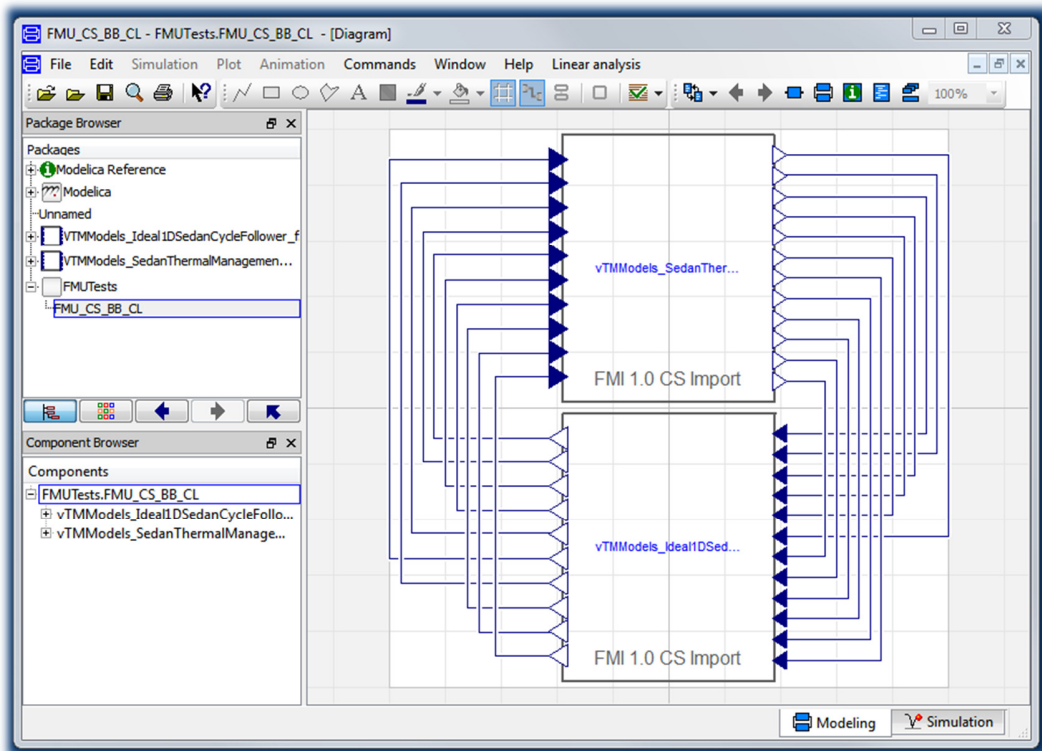 FMU_CS_BB_CL - FMUTests.FMU_CS_BB_CL - [Diagram]
File Edit Simulation Plot Animation Commands Window Help Linear analysis
100%
Package Browser
Packages
Modelica Reference
Modelica
Unnamed
VTMModels_Ideal1DSedanCycleFollower_f
VTMModels_SedanThermalManagemen...
FMUTests
FMU_CS_BB_CL
Component Browser
Components
FMUTests.FMU_CS_BB_CL
vTMModels_Ideal1DSedanCycleFollo...
vTMModels_SedanThermalManage...
vTMModels_SedanTher...
FMI 1.0 CS Import
vTMModels_Ideal1DSed...
FMI 1.0 CS Import
Modeling
Simulation